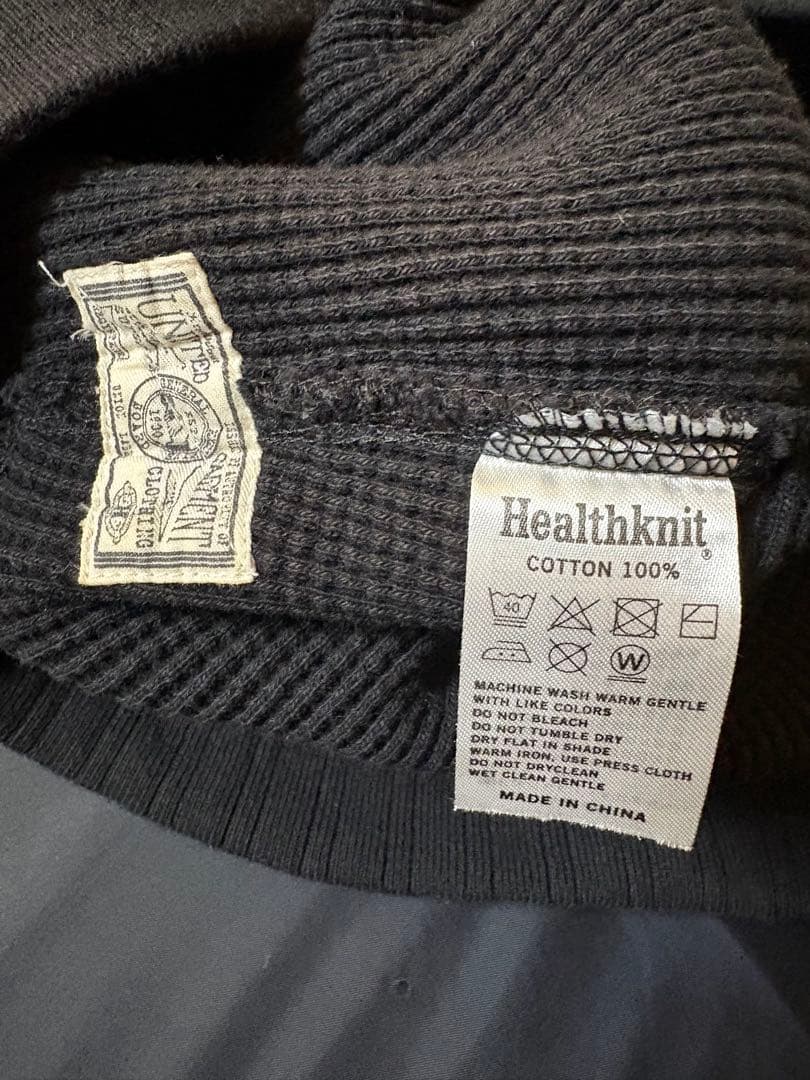 UNITED
GARMENT
CLOTHING
Healthknit®
COTTON 100%
40
W
MACHINE WASH WARM GENTLE
WITH LIKE COLORS
DO NOT BLEACH
DO NOT TUMBLE DRY
DRY FLAT IN SHADE
WARM IRON, USE PRESS CLOTH
DO NOT DRYCLEAN
WET CLEAN GENTLE
MADE IN CHINA